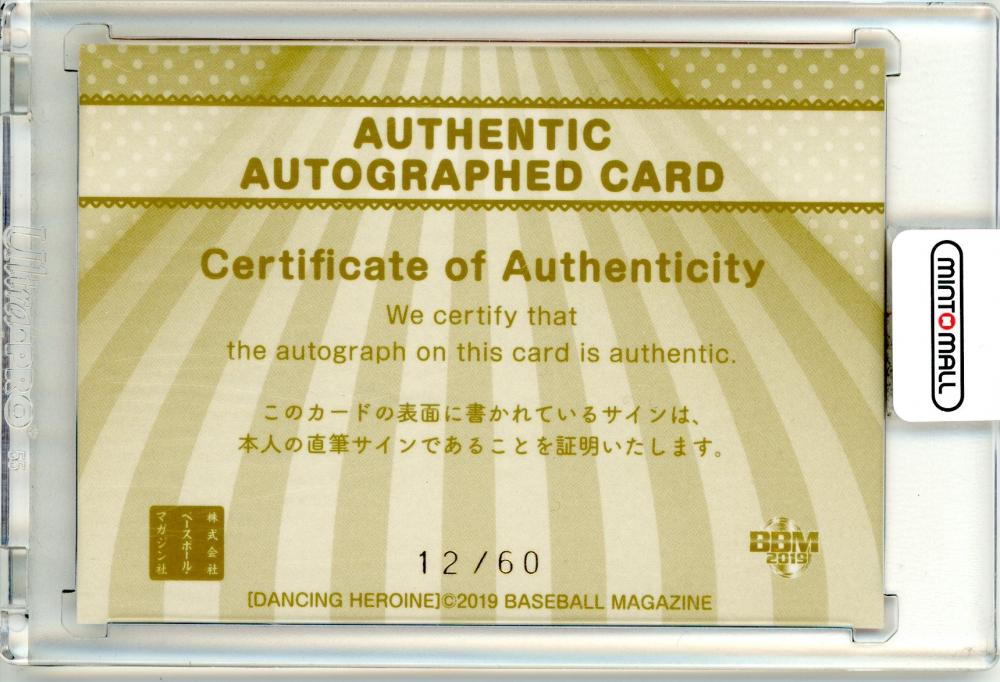 AUTHENTIC
AUTOGRAPHED CARD
Certificate of Authenticity
We certify that
the autograph on this card is authentic.
このカードの表面に書かれているサインは、
本人の直筆サインであることを証明いたします。
株式会社
ベースボール・
マガジン社
12/60
BBM
2019
[DANCING HEROINE]©2019 BASEBALL MAGAZINE
MINTOMALL
UltraPRO
55